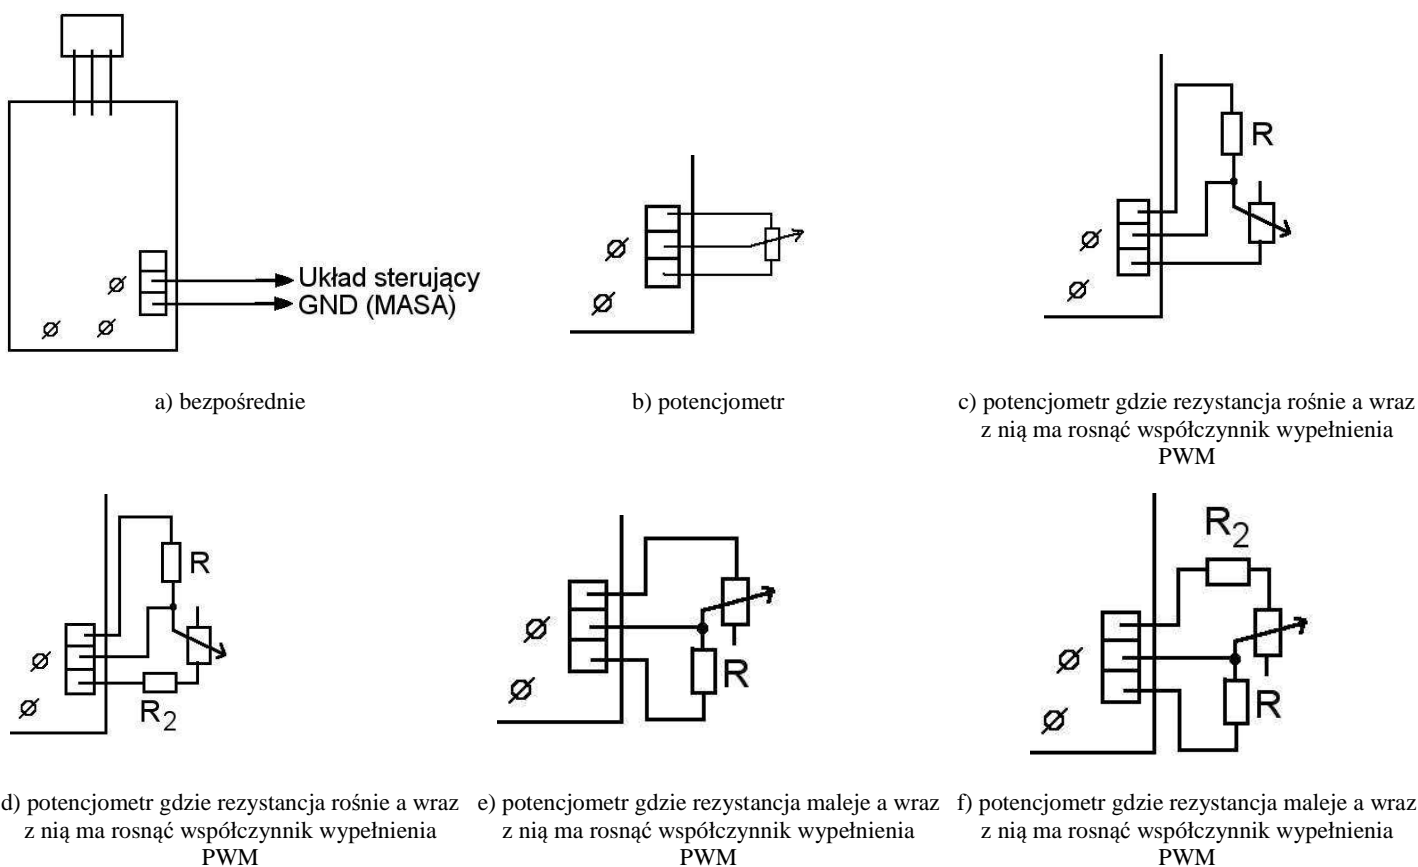 Układ sterujący
GND (MASA)
R
a) bezpośrednie
b) potencjometr
c) potencjometr gdzie rezystancja rośnie a wraz
z nią ma rosnąć współczynnik wypełnienia
PWM
R
R2
R
R2
R
d) potencjometr gdzie rezystancja rośnie a wraz
z nią ma rosnąć współczynnik wypełnienia
PWM
e) potencjometr gdzie rezystancja maleje a wraz
z nią ma rosnąć współczynnik wypełnienia
PWM
f) potencjometr gdzie rezystancja maleje a wraz
z nią ma rosnąć współczynnik wypełnienia
PWM